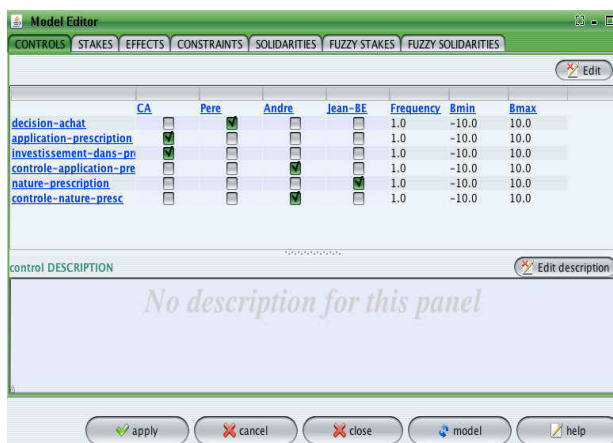 Model Editor
CONTROLS STAKES EFFECTS CONSTRAINTS SOLIDARITIES FUZZY STAKES FUZZY SOLIDARITIES
Edit
CA Pere Andre Jean-BE Frequency Bmin Bmax
decision-achat 1.0 -10.0 10.0
application-prescription 1.0 -10.0 10.0
investissement-dans-pr 1.0 -10.0 10.0
controle-application-pre 1.0 -10.0 10.0
nature-prescription 1.0 -10.0 10.0
controle-nature-presc 1.0 -10.0 10.0
control DESCRIPTION Edit description
No description for this panel
apply cancel close model help